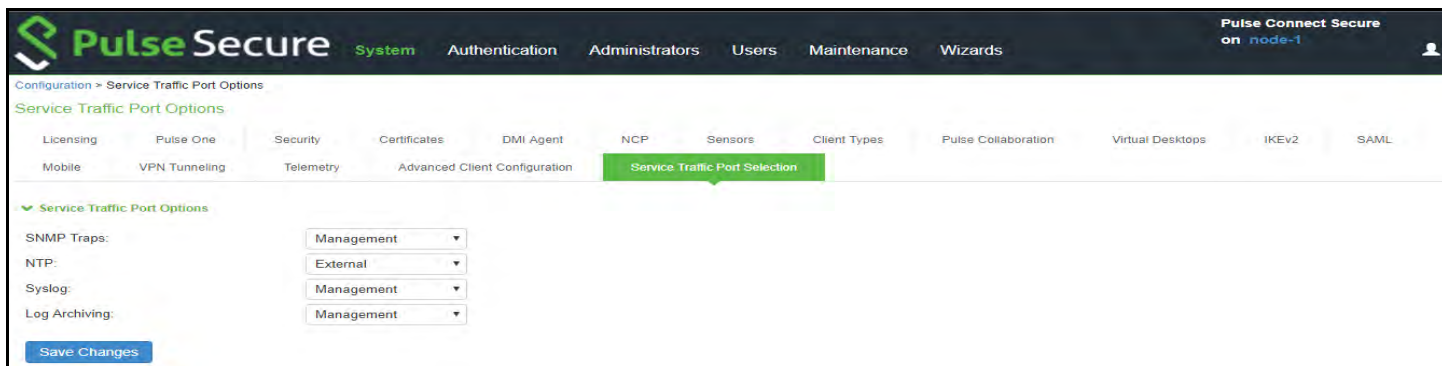 Pulse Secure System Authentication Administrators Users Maintenance Wizards
Pulse Connect Secure
on node-1
Configuration > Service Traffic Port Options
Service Traffic Port Options
Licensing Pulse One Security Certificates DMI Agent NCP Sensors Client Types Pulse Collaboration Virtual Desktops IKEv2 SAML
Mobile VPN Tunneling Telemetry Advanced Client Configuration Service Traffic Port Selection
Service Traffic Port Options
SNMP Traps: Management
NTP: External
Syslog: Management
Log Archiving: Management
Save Changes